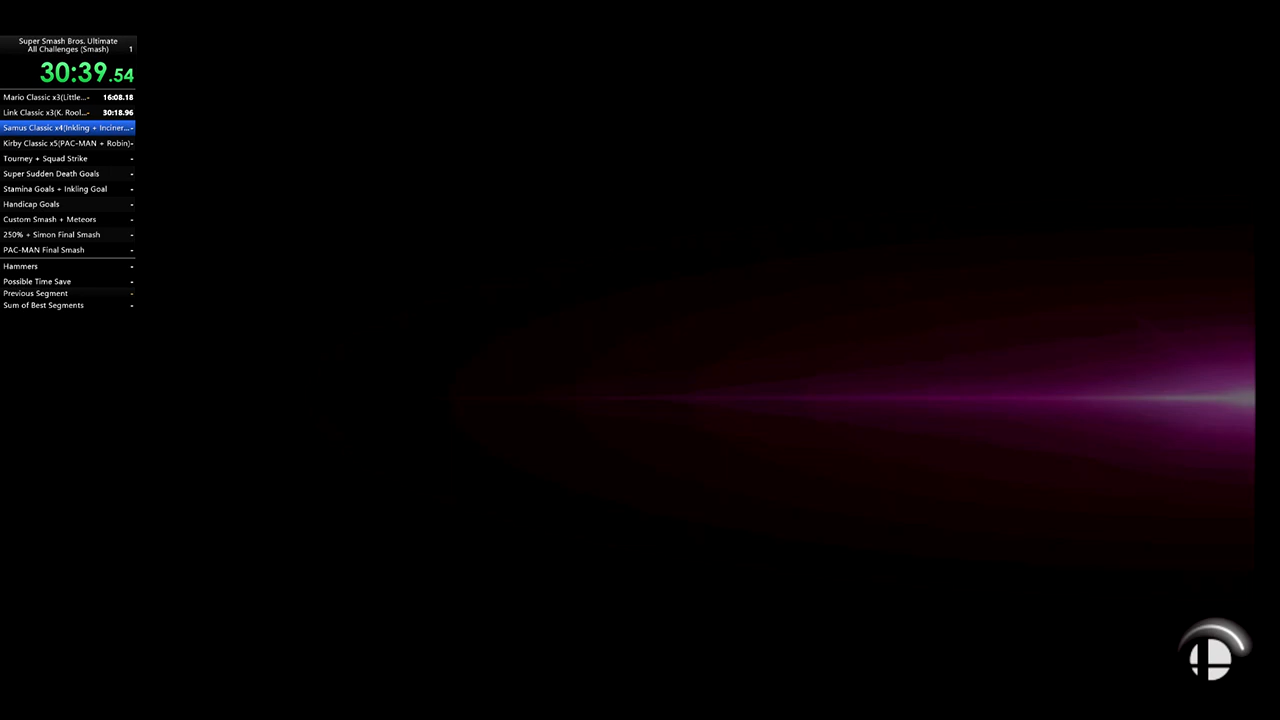 Super Smash Bros. Ultimate
All Challenges (Smash) 1
30:39.54
Mario Classic x3(Little...- 16:08.18
Link Classic x3(K. Rool...- 30:18.96
Samus Classic x4(Inkling + Inciner...-
Kirby Classic x5(PAC-MAN + Robin)-
Tourney + Squad Strike -
Super Sudden Death Goals -
Stamina Goals + Inkling Goal -
Handicap Goals -
Custom Smash + Meteors -
250% + Simon Final Smash -
PAC-MAN Final Smash -
Hammers -
Possible Time Save -
Previous Segment -
Sum of Best Segments -